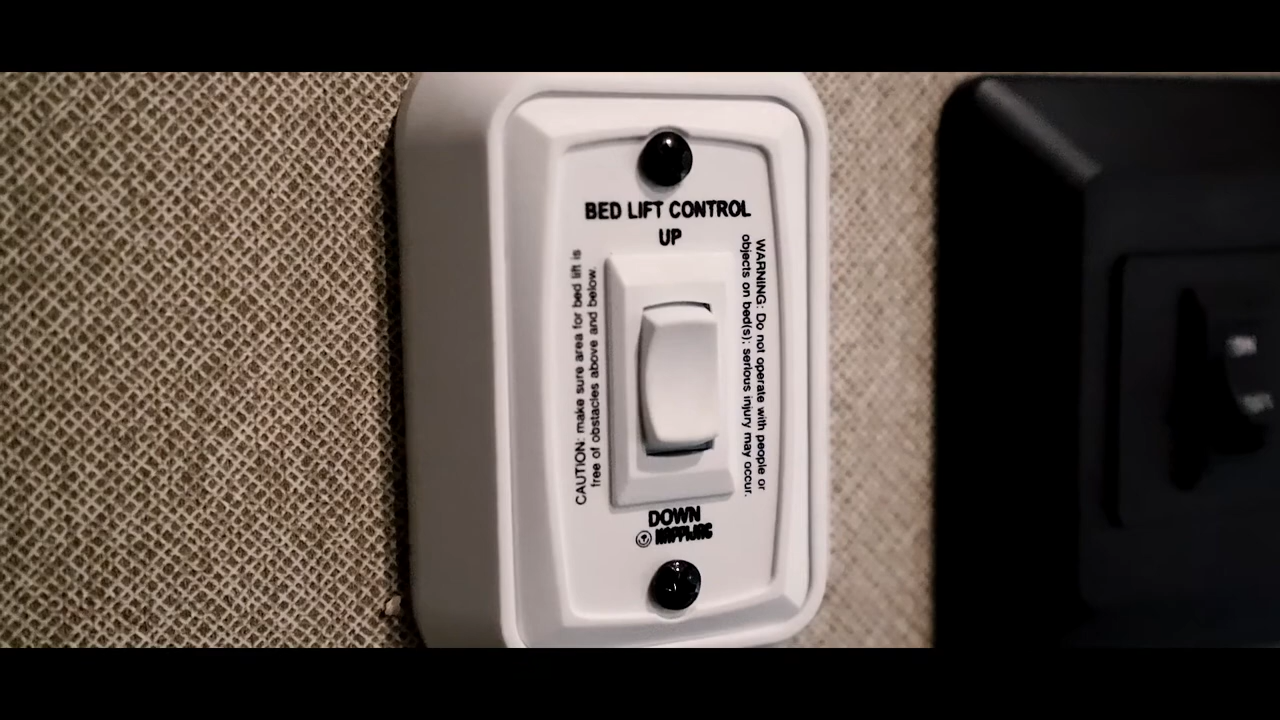 BED LIFT CONTROL
UP
CAUTION: make sure area for bed lift is
free of obstacles above and below.
WARNING: Do not operate with people or
objects on bed(s); serious injury may occur.
DOWN
HAPPIJAC